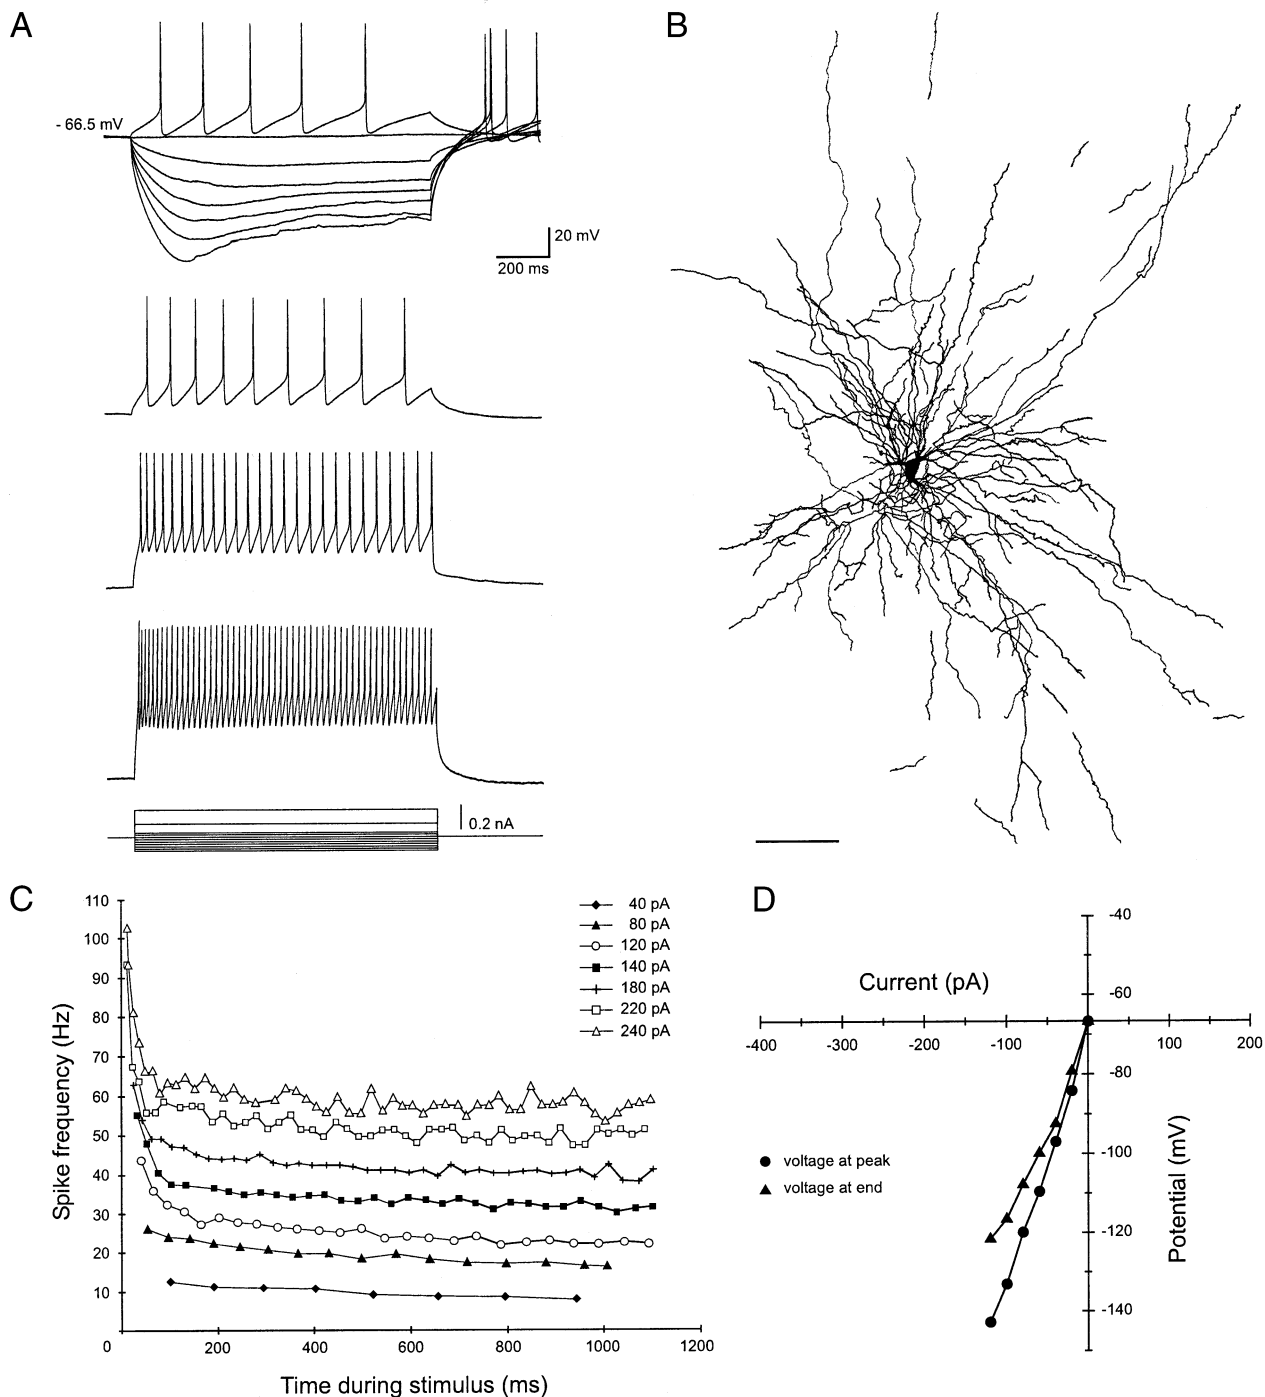 A
- 66.5 mV
20 mV
200 ms
0.2 nA
B
C
110
100
90
80
70
60
50
40
30
20
10
0
200
400
600
800
1000
1200
Spike frequency (Hz)
Time during stimulus (ms)
40 pA
80 pA
120 pA
140 pA
180 pA
220 pA
240 pA
D
Current (pA)
-400
-300
-200
-100
100
200
-40
-60
-80
-100
-120
-140
Potential (mV)
voltage at peak
voltage at end